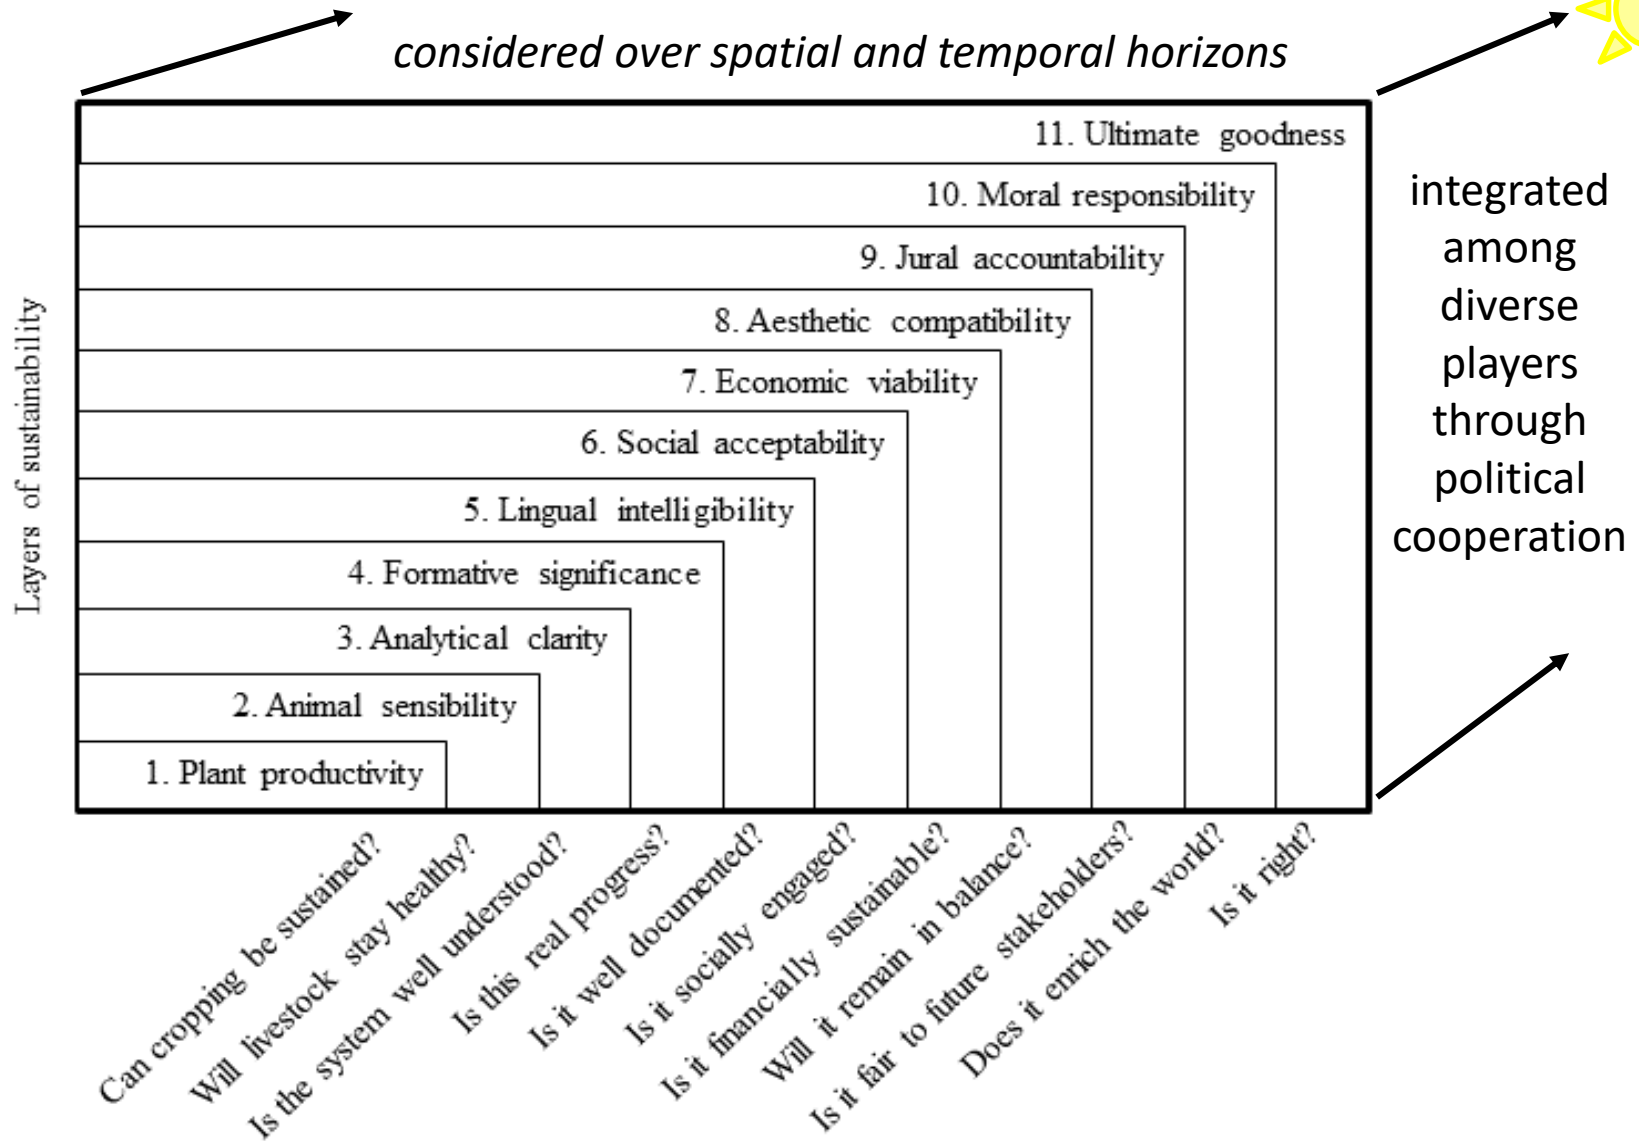 considered over spatial and temporal horizons
11. Ultimate goodness
10. Moral responsibility
9. Jural accountability
8. Aesthetic compatibility
7. Economic viability
6. Social acceptability
5. Lingual intelligibility
4. Formative significance
3. Analytical clarity
2. Animal sensibility
1. Plant productivity
Layers of sustainability
integrated
among
diverse
players
through
political
cooperation
Can cropping be sustained?
Will livestock stay healthy?
Is the system well understood?
Is this real progress?
Is it well documented?
Is it socially engaged?
Is it financially sustainable?
Will it remain in balance?
Is it fair to future stakeholders?
Does it enrich the world?
Is it right?